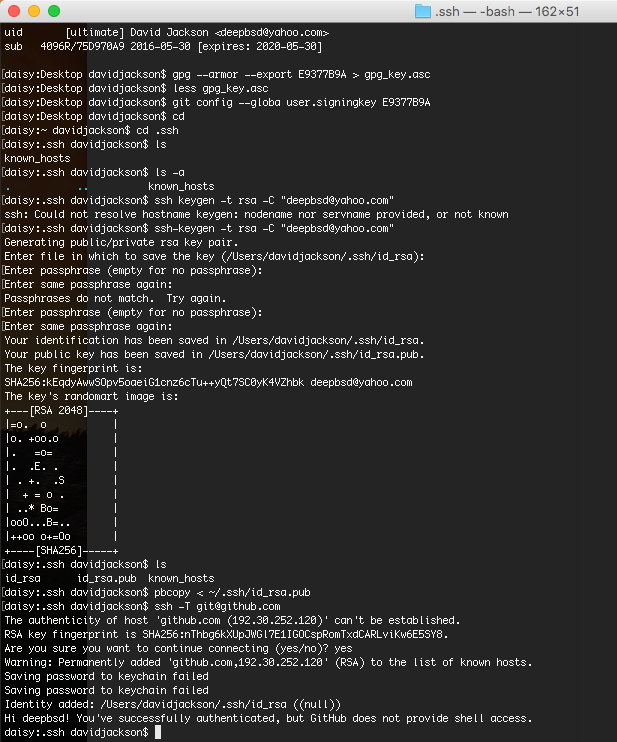 .ssh — -bash — 162×51
uid       [ultimate] David Jackson <deepbsd@yahoo.com>
sub   4096R/75D970A9 2016-05-30 [expires: 2020-05-30]

[daisy:Desktop davidjackson$ gpg --armor --export E9377B9A > gpg_key.asc
[daisy:Desktop davidjackson$ less gpg_key.asc
[daisy:Desktop davidjackson$ git config --globa user.signingkey E9377B9A
[daisy:Desktop davidjackson$ cd
[daisy:~ davidjackson$ cd .ssh
[daisy:.ssh davidjackson$ ls
known_hosts
[daisy:.ssh davidjackson$ ls -a
.           ..          known_hosts
[daisy:.ssh davidjackson$ ssh keygen -t rsa -C "deepbsd@yahoo.com"
ssh: Could not resolve hostname keygen: nodename nor servname provided, or not known
[daisy:.ssh davidjackson$ ssh-keygen -t rsa -C "deepbsd@yahoo.com"
Generating public/private rsa key pair.
Enter file in which to save the key (/Users/davidjackson/.ssh/id_rsa):
[Enter passphrase (empty for no passphrase):
[Enter same passphrase again:
Passphrases do not match.  Try again.
[Enter passphrase (empty for no passphrase):
[Enter same passphrase again:
Your identification has been saved in /Users/davidjackson/.ssh/id_rsa.
Your public key has been saved in /Users/davidjackson/.ssh/id_rsa.pub.
The key fingerprint is:
SHA256:kEqdyAwwSOpv5oaeiG1cnz6cTu++yQt7SC0yK4VZhbk deepbsd@yahoo.com
The key's randomart image is:
+---[RSA 2048]----+
|=o.  o           |
|o. +oo.o         |
|.   =o=          |
|.  .E. .         |
| . +.  .S        |
|  + = o .        |
| ..* Bo=         |
|ooO...B=..       |
|++oo o+=Oo       |
+----[SHA256]-----+
[daisy:.ssh davidjackson$ ls
id_rsa      id_rsa.pub  known_hosts
[daisy:.ssh davidjackson$ pbcopy < ~/.ssh/id_rsa.pub
[daisy:.ssh davidjackson$ ssh -T git@github.com
The authenticity of host 'github.com (192.30.252.120)' can't be established.
RSA key fingerprint is SHA256:nThbg6kXUpJWGl7E1IGOCspRomTxdCARLviKw6E5SY8.
Are you sure you want to continue connecting (yes/no)? yes
Warning: Permanently added 'github.com,192.30.252.120' (RSA) to the list of known hosts.
Saving password to keychain failed
Saving password to keychain failed
Identity added: /Users/davidjackson/.ssh/id_rsa ((null))
Hi deepbsd! You've successfully authenticated, but GitHub does not provide shell access.
daisy:.ssh davidjackson$